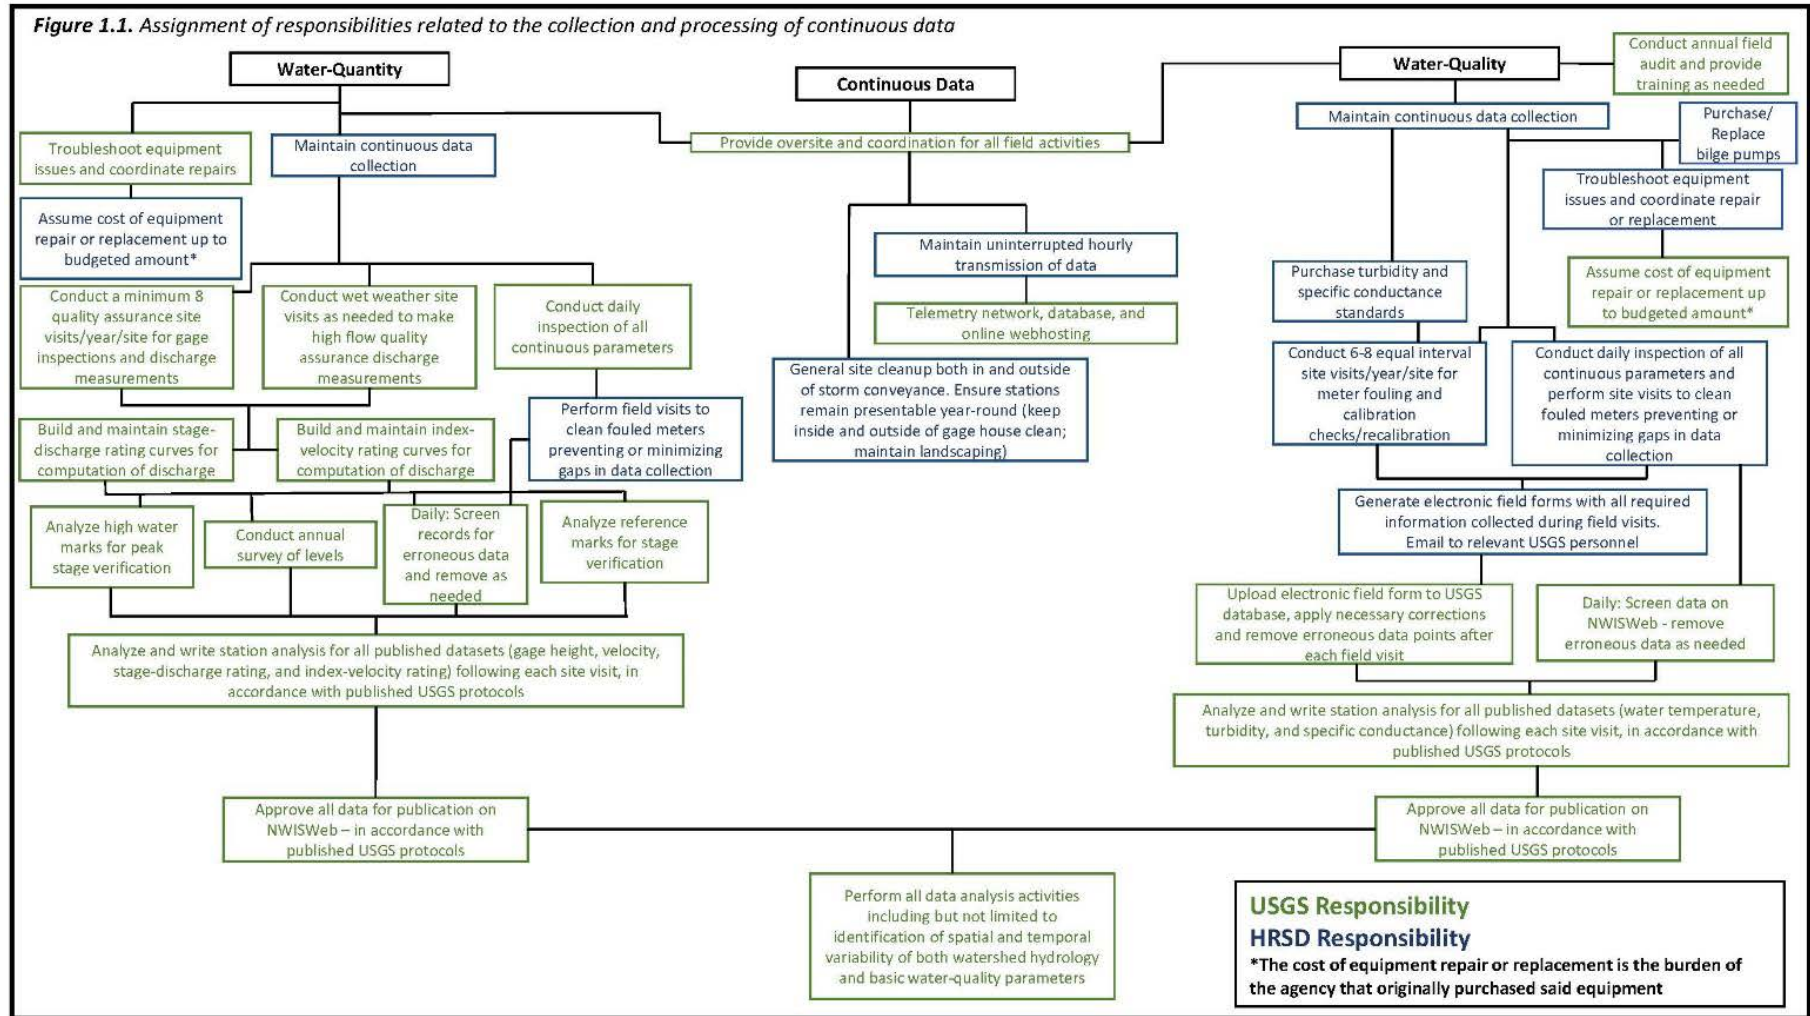 Figure 1.1. Assignment of responsibilities related to the collection and processing of continuous data
Water-Quantity
Continuous Data
Water-Quality
Conduct annual field
audit and provide
training as needed
Provide oversite and coordination for all field activities
Troubleshoot equipment
issues and coordinate repairs
Maintain continuous data
collection
Assume cost of equipment
repair or replacement up to
budgeted amount*
Conduct a minimum 8
quality assurance site
visits/year/site for gage
inspections and discharge
measurements
Conduct wet weather site
visits as needed to make
high flow quality
assurance discharge
measurements
Conduct daily
inspection of all
continuous parameters
Build and maintain stage-
discharge rating curves for
computation of discharge
Build and maintain index-
velocity rating curves for
computation of discharge
Perform field visits to
clean fouled meters
preventing or minimizing
gaps in data collection
Analyze high water
marks for peak
stage verification
Conduct annual
survey of levels
Daily: Screen
records for
erroneous data
and remove as
needed
Analyze reference
marks for stage
verification
Analyze and write station analysis for all published datasets (gage height, velocity,
stage-discharge rating, and index-velocity rating) following each site visit, in
accordance with published USGS protocols
Approve all data for publication on
NWISWeb – in accordance with
published USGS protocols
Maintain uninterrupted hourly
transmission of data
Telemetry network, database, and
online webhosting
General site cleanup both in and outside
of storm conveyance. Ensure stations
remain presentable year-round (keep
inside and outside of gage house clean;
maintain landscaping)
Maintain continuous data collection
Purchase/
Replace
bilge pumps
Troubleshoot equipment
issues and coordinate repair
or replacement
Assume cost of equipment
repair or replacement up
to budgeted amount*
Purchase turbidity and
specific conductance
standards
Conduct 6-8 equal interval
site visits/year/site for
meter fouling and
calibration
checks/recalibration
Conduct daily inspection of all
continuous parameters and
perform site visits to clean
fouled meters preventing or
minimizing gaps in data
collection
Generate electronic field forms with all required
information collected during field visits.
Email to relevant USGS personnel
Upload electronic field form to USGS
database, apply necessary corrections
and remove erroneous data points after
each field visit
Daily: Screen data on
NWISWeb - remove
erroneous data as needed
Analyze and write station analysis for all published datasets (water temperature,
turbidity, and specific conductance) following each site visit, in accordance with
published USGS protocols
Approve all data for publication on
NWISWeb – in accordance with
published USGS protocols
Perform all data analysis activities
including but not limited to
identification of spatial and temporal
variability of both watershed hydrology
and basic water-quality parameters
USGS Responsibility
HRSD Responsibility
*The cost of equipment repair or replacement is the burden of
the agency that originally purchased said equipment